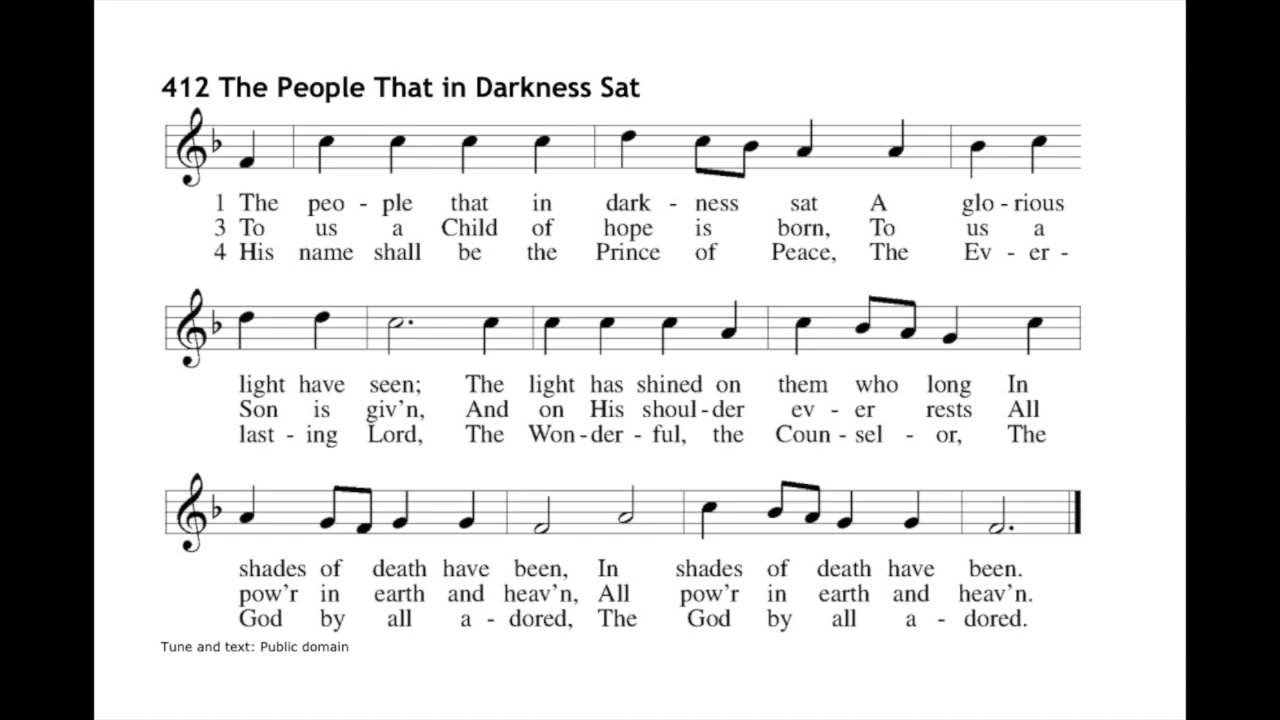 412 The People That in Darkness Sat
1 The peo - ple that in dark - ness sat A glo - rious
3 To us a Child of hope is born, To us a
4 His name shall be the Prince of Peace, The Ev - er -
light have seen; The light has shined on them who long In
Son is giv'n, And on His shoul - der ev - er rests All
last - ing Lord, The Won - der - ful, the Coun - sel - or, The
shades of death have been, In shades of death have been.
pow'r in earth and heav'n, All pow'r in earth and heav'n.
God by all a - dored, The God by all a - dored.
Tune and text: Public domain